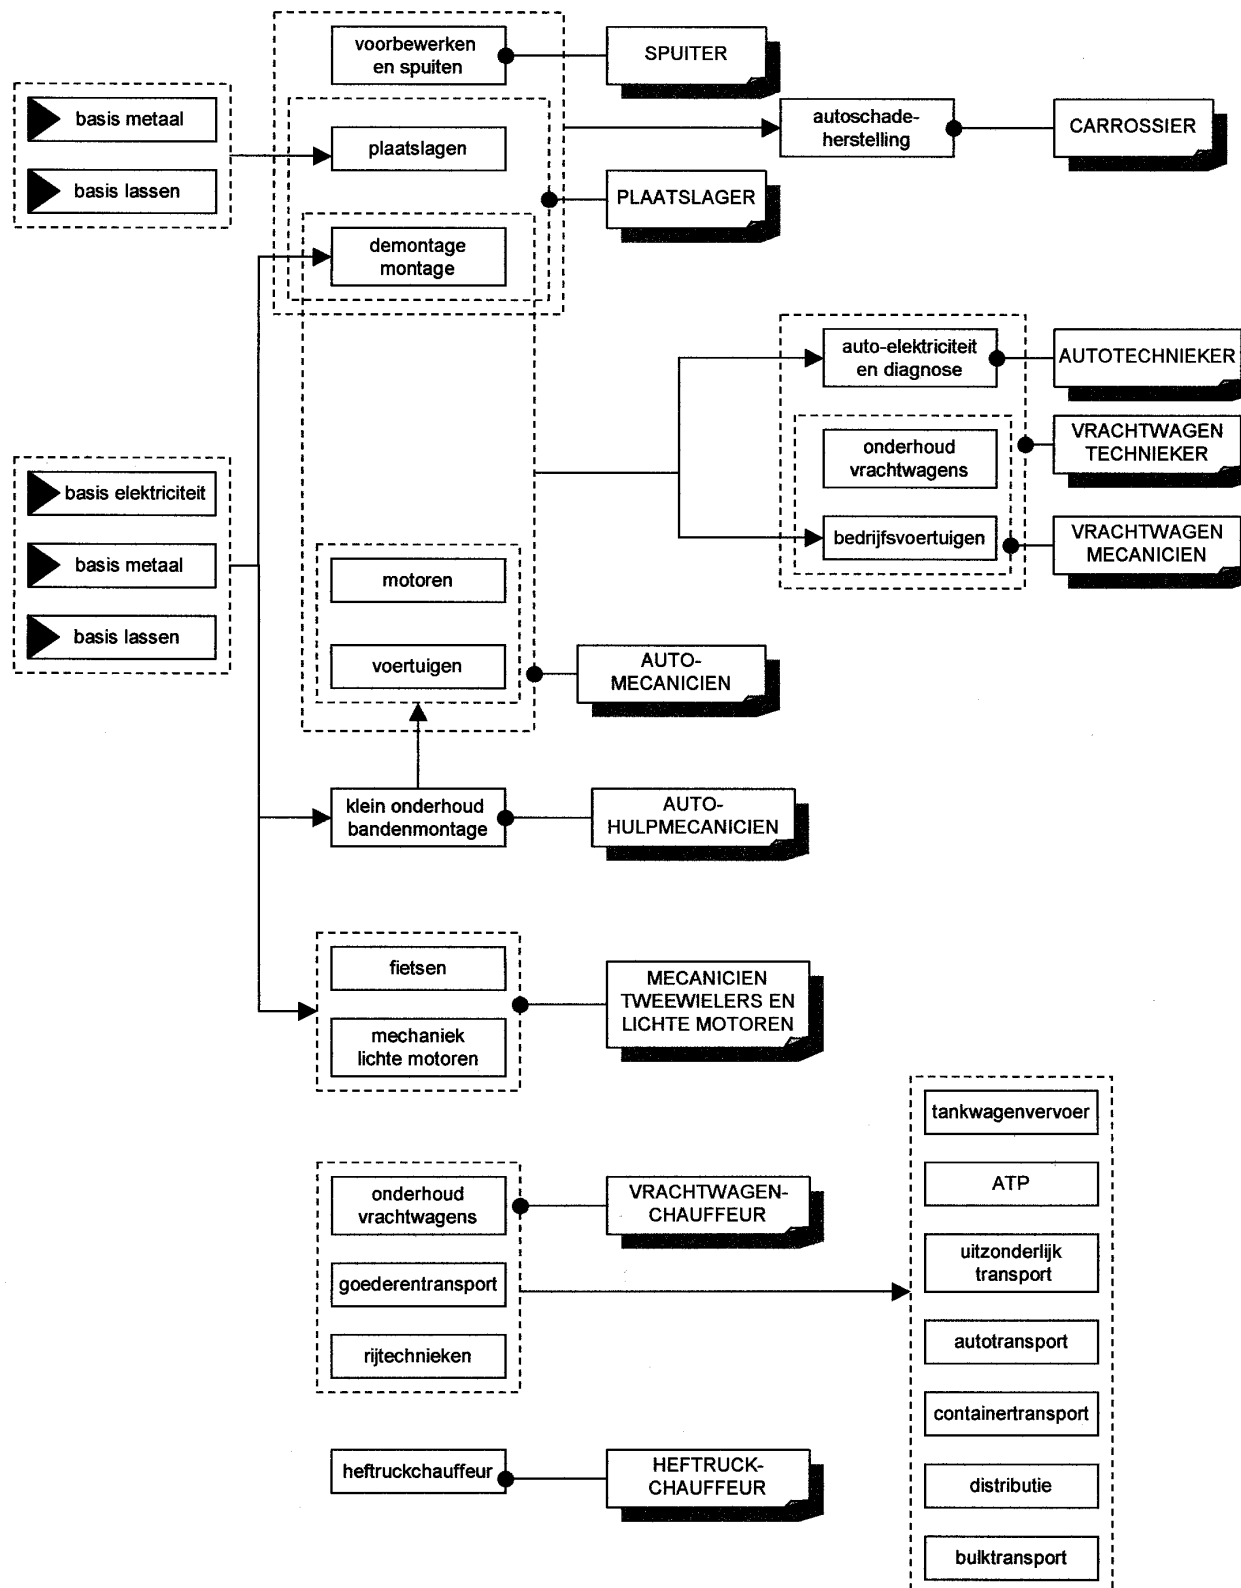 voorbewerken
en spuiten
SPUITER
basis metaal
basis lassen
plaatslagen
autoschade-
herstelling
CARROSSIER
PLAATSLAGER
demontage
montage
auto-elektriciteit
en diagnose
AUTOTECHNIEKER
onderhoud
vrachtwagens
VRACHTWAGEN
TECHNIEKER
bedrijfsvoertuigen
VRACHTWAGEN
MECANICIEN
basis elektriciteit
basis metaal
basis lassen
motoren
voertuigen
AUTO-
MECANICIEN
klein onderhoud
bandenmontage
AUTO-
HULPMECANICIEN
fietsen
mechaniek
lichte motoren
MECANICIEN
TWEEWIELERS EN
LICHTE MOTOREN
onderhoud
vrachtwagens
goederentransport
rijtechnieken
VRACHTWAGEN-
CHAUFFEUR
tankwagenvervoer
ATP
uitzonderlijk
transport
autotransport
containertransport
distributie
bulktransport
heftruckchauffeur
HEFTRUCK-
CHAUFFEUR